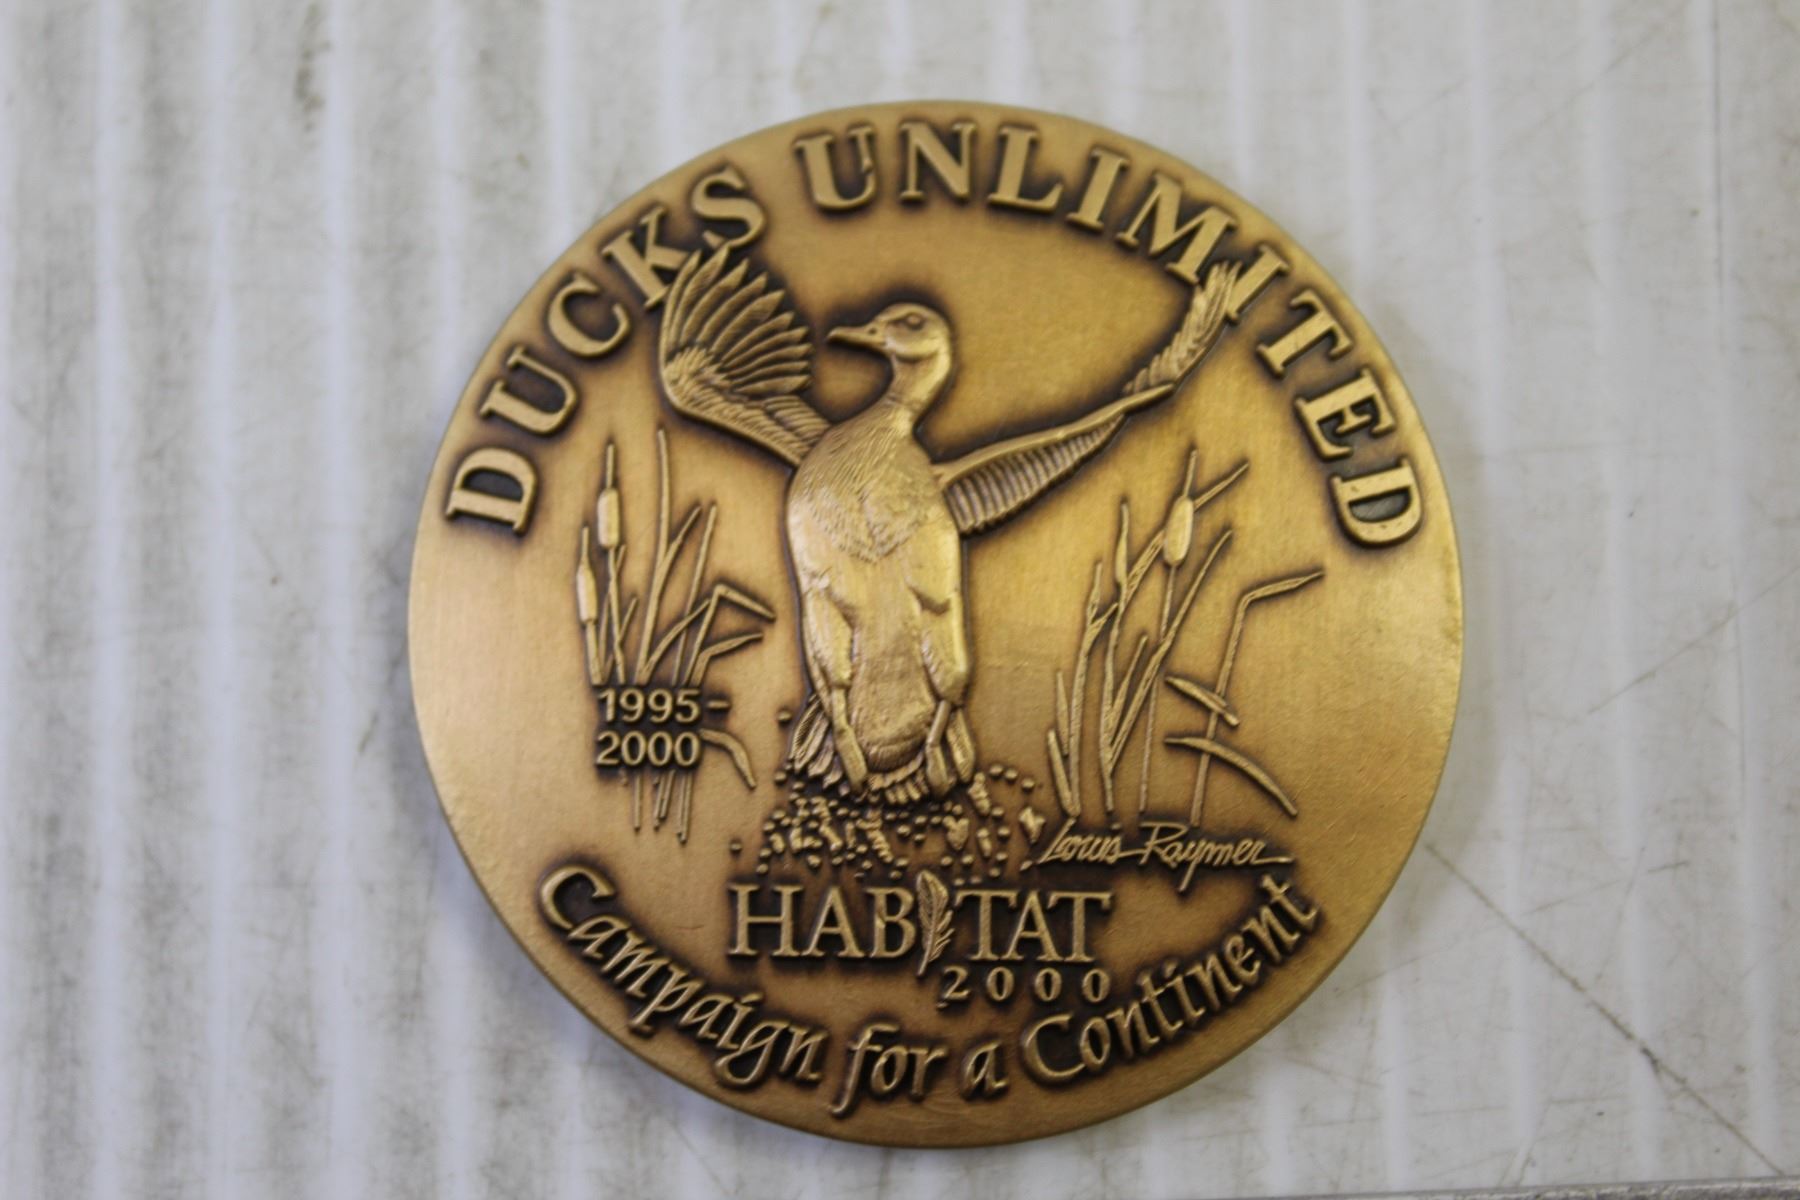 DUCKS UNLIMITED
1995-
2000
Louis Raymer
HABITAT
2000
Campaign for a Continent